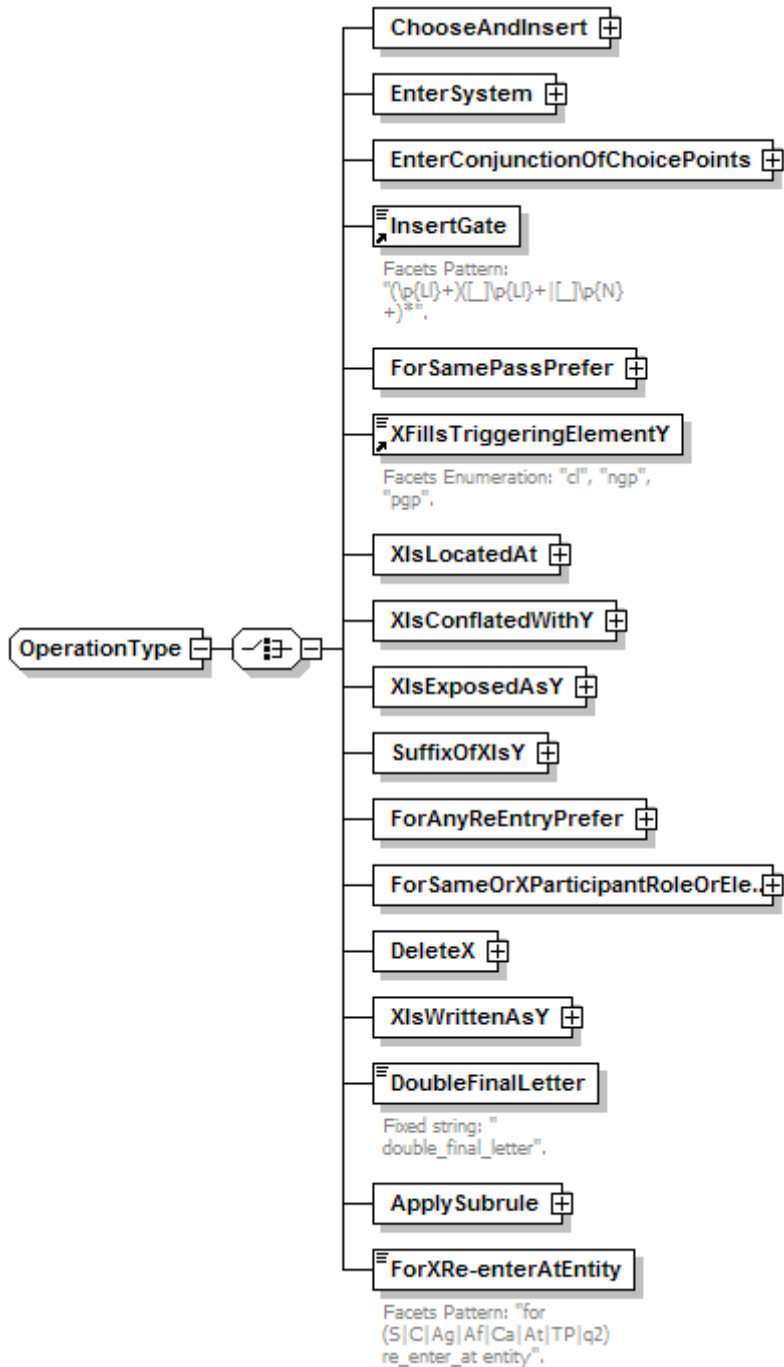 ChooseAndInsert
EnterSystem
EnterConjunctionOfChoicePoints
InsertGate
Facets Pattern:
"(\p{Ll}+)([_]\p{Ll}+|[_]\p{N}
+)*".
ForSamePassPrefer
XFillsTriggeringElementY
Facets Enumeration: "cl", "ngp",
"pgp".
XIsLocatedAt
XIsConflatedWithY
OperationType
XIsExposedAsY
SuffixOfXIsY
ForAnyReEntryPrefer
ForSameOrXParticipantRoleOrEle..
DeleteX
XIsWrittenAsY
DoubleFinalLetter
Fixed string: "
double_final_letter".
ApplySubrule
ForXRe-enterAtEntity
Facets Pattern: "for
(S|C|Ag|Af|Ca|At|TP|q2)
re_enter_at entity".